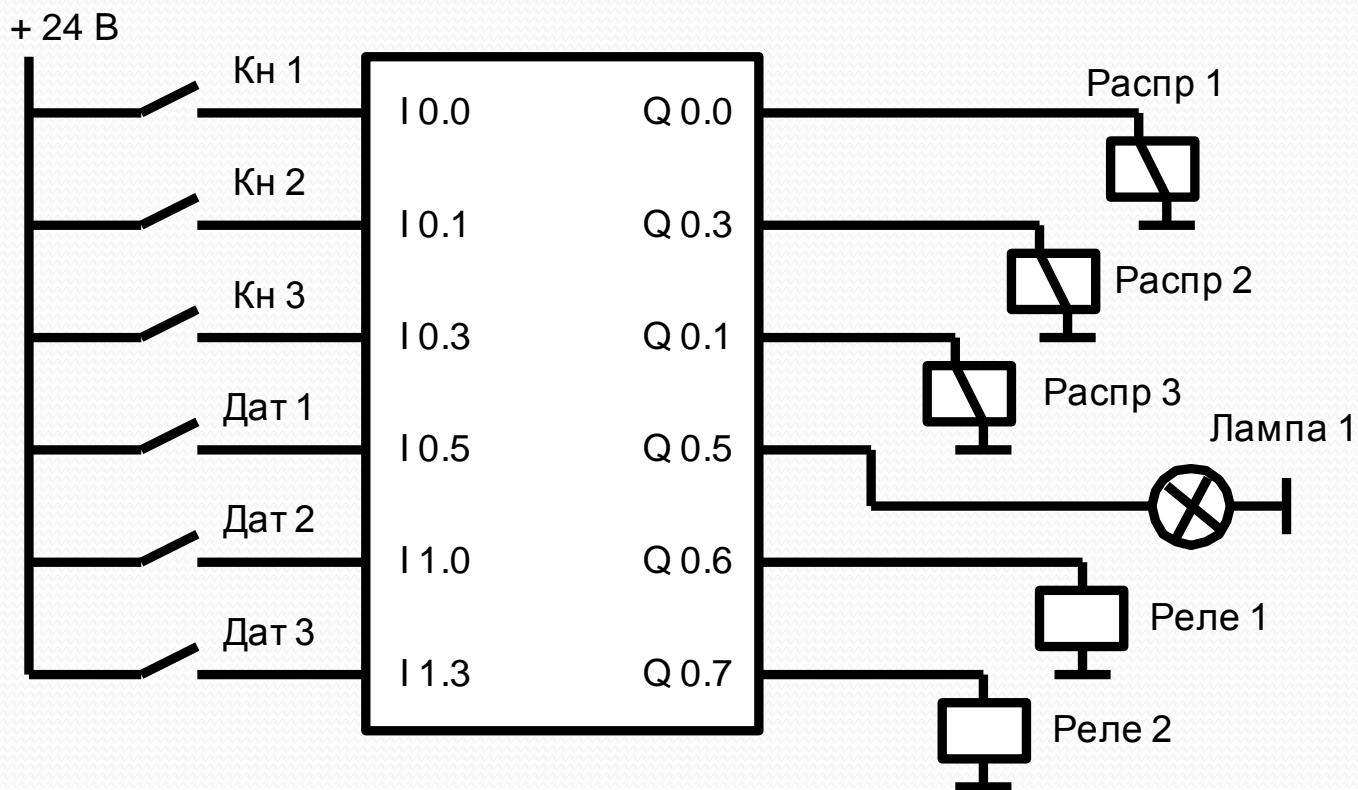 + 24 В
Кн 1
I 0.0
Q 0.0
Распр 1
Кн 2
I 0.1
Q 0.3
Распр 2
Кн 3
I 0.3
Q 0.1
Распр 3
Дат 1
I 0.5
Q 0.5
Лампа 1
Дат 2
I 1.0
Q 0.6
Реле 1
Дат 3
I 1.3
Q 0.7
Реле 2